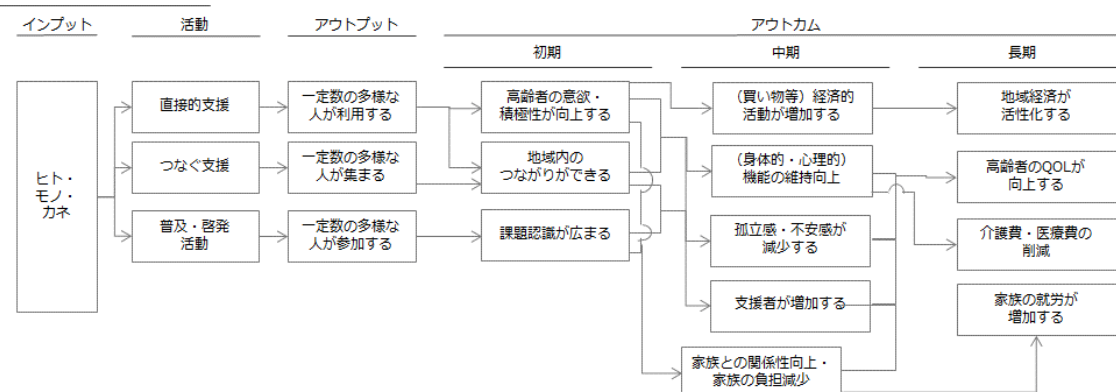 インプット
活動
アウトプット
アウトカム
初期
中期
長期
ヒト・
モノ・
カネ
直接的支援
つなぐ支援
普及・啓発
活動
一定数の多様な
人が利用する
一定数の多様な
人が集まる
一定数の多様な
人が参加する
高齢者の意欲・
積極性が向上する
地域内の
つながりができる
課題認識が広まる
（買い物等）経済的
活動が増加する
（身体的・心理的）
機能の維持向上
孤立感・不安感が
減少する
支援者が増加する
家族との関係性向上・
家族の負担減少
地域経済が
活性化する
高齢者のQOLが
向上する
介護費・医療費の
削減
家族の就労が
増加する